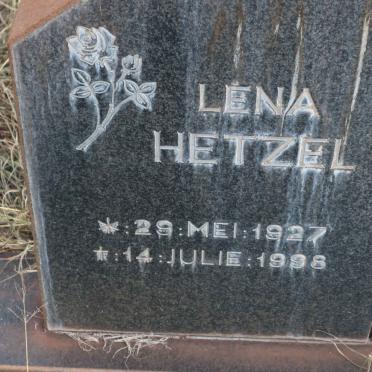 LENA
HETZEL
*: 29 MEI: 1927
†: 14 JULIE: 1998